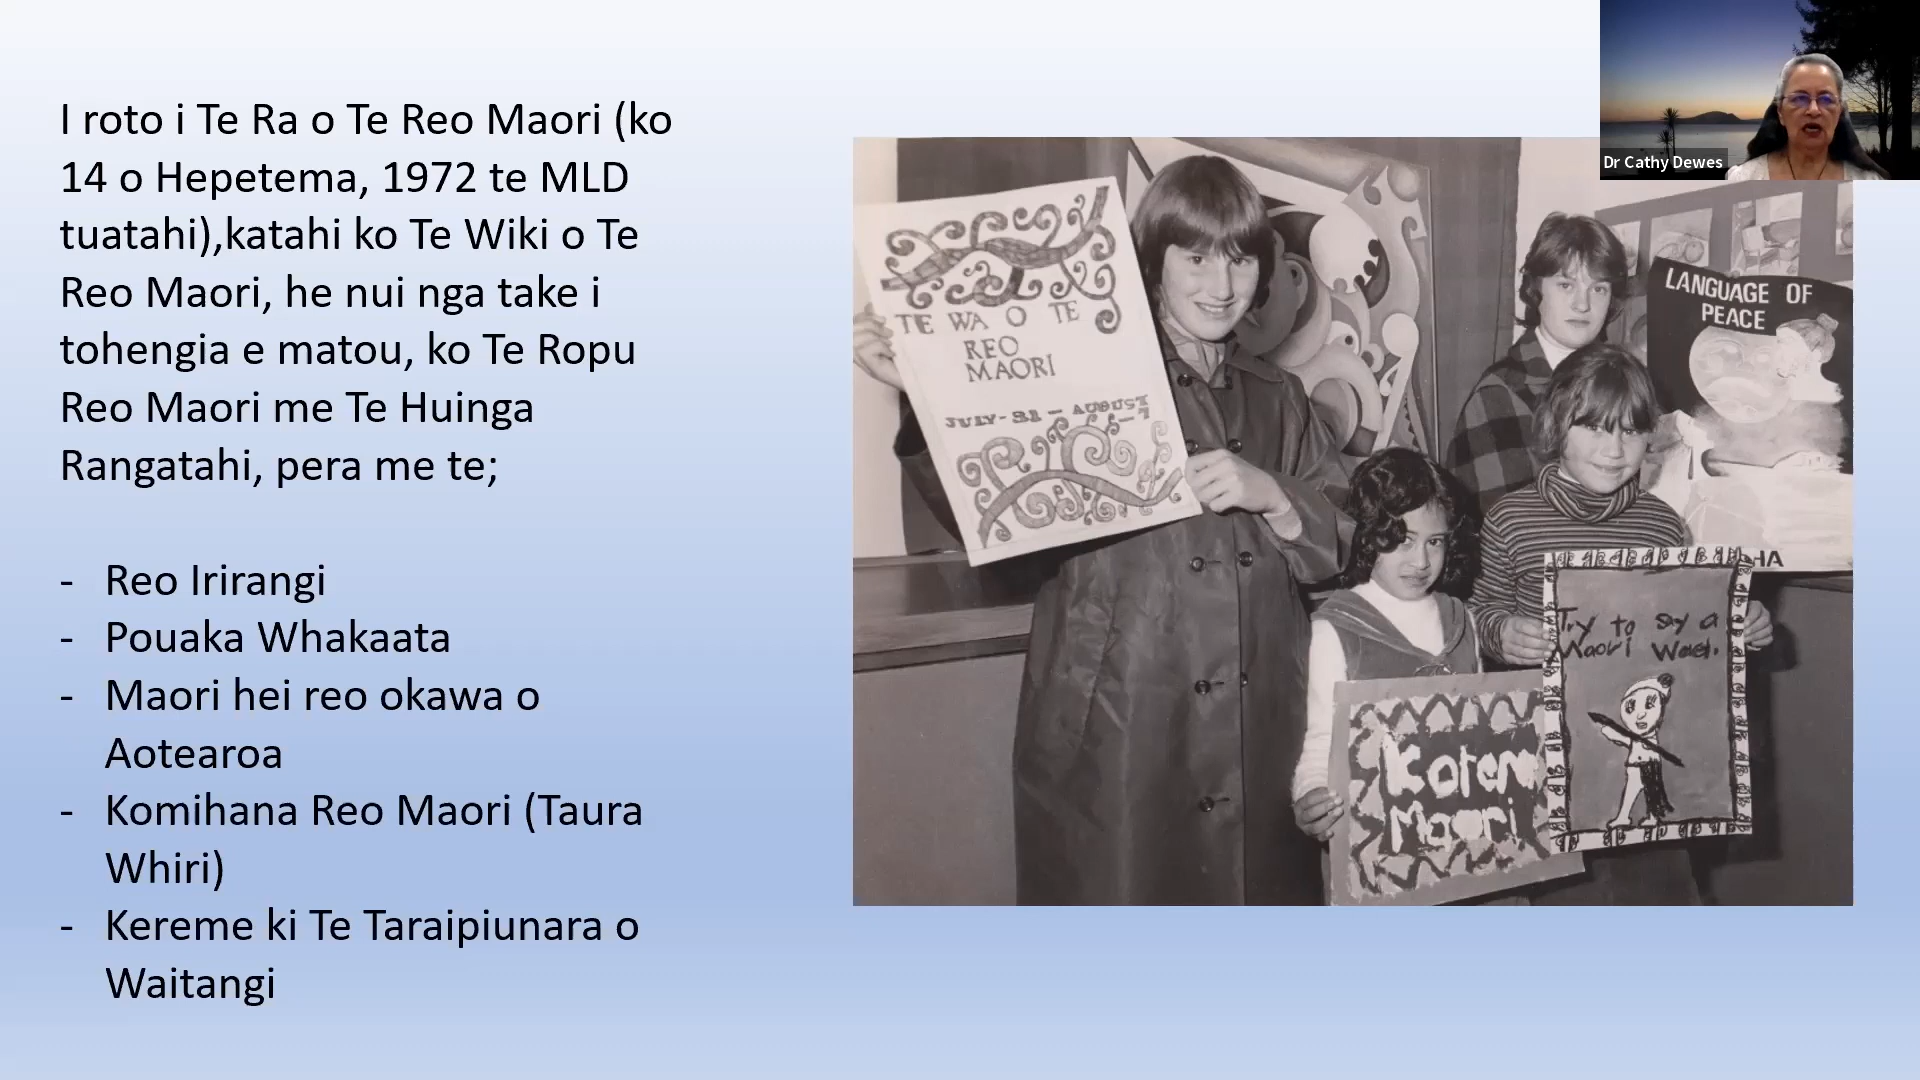 I roto i Te Ra o Te Reo Maori (ko
14 o Hepetema, 1972 te MLD
tuatahi),katahi ko Te Wiki o Te
Reo Maori, he nui nga take i
tohengia e matou, ko Te Ropu
Reo Maori me Te Huinga
Rangatahi, pera me te;
- Reo Irirangi
- Pouaka Whakaata
- Maori hei reo okawa o
Aotearoa
- Komihana Reo Maori (Taura
Whiri)
- Kereme ki Te Taraipiunara o
Waitangi
TE WA O TE
REO
MAORI
JULY-31-AUGUST
-7
LANGUAGE OF
PEACE
HA
Try to say a
Maori
Maori
Dr Cathy Dewes